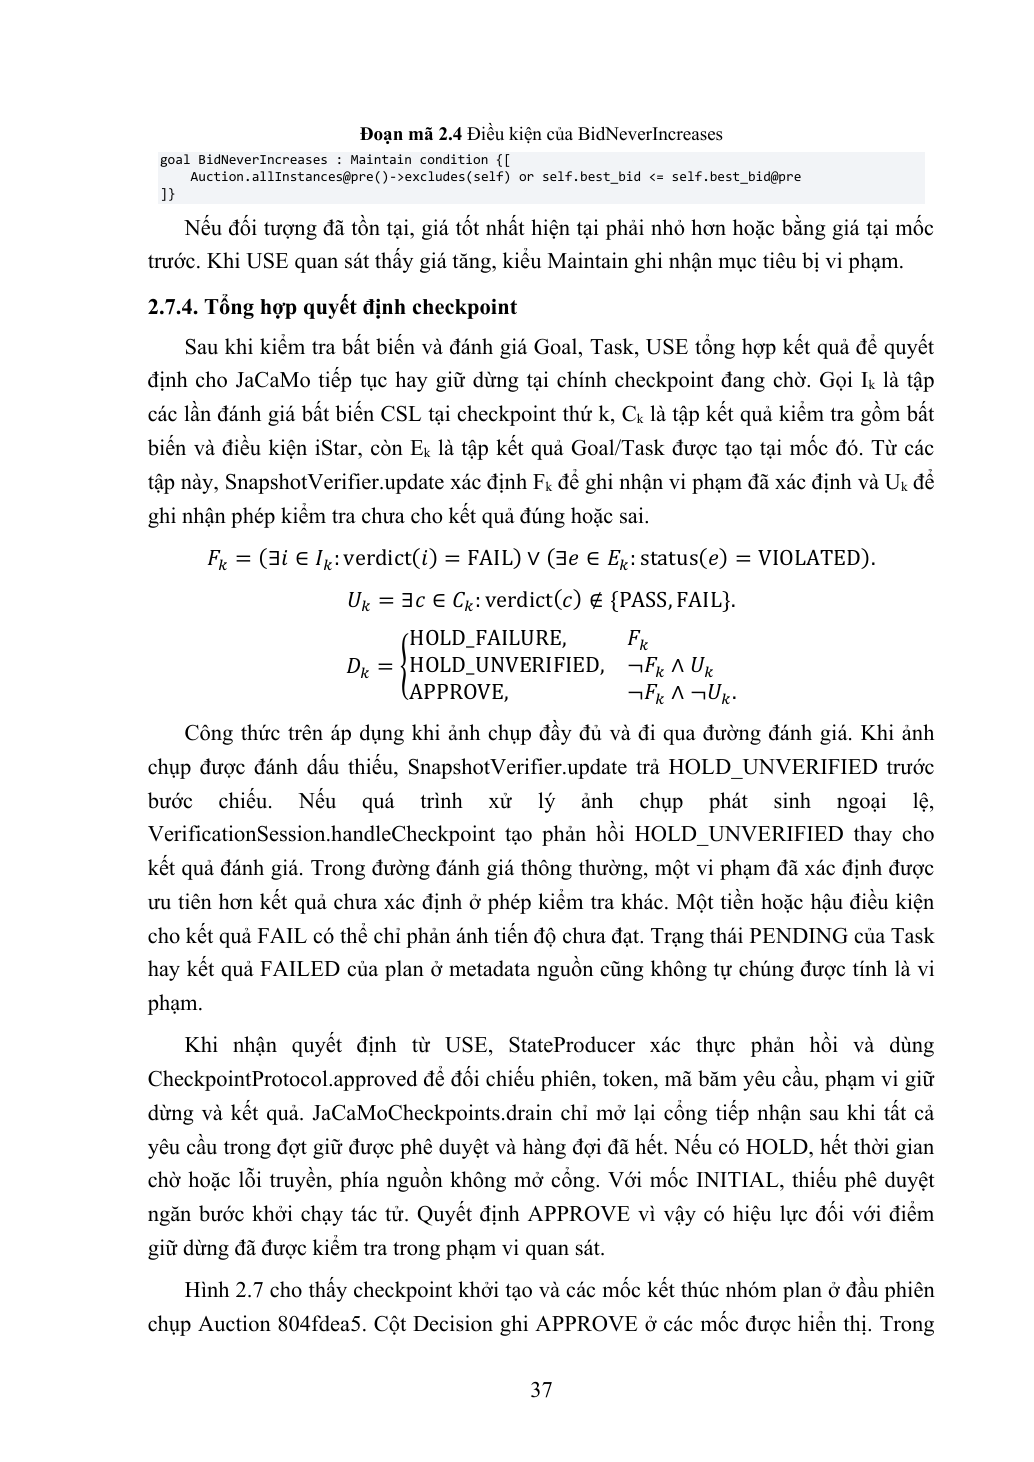 Đoạn mã 2.4 Điều kiện của BidNeverIncreases
goal BidNeverIncreases : Maintain condition {[
    Auction.allInstances@pre()->excludes(self) or self.best_bid <= self.best_bid@pre
]}
Nếu đối tượng đã tồn tại, giá tốt nhất hiện tại phải nhỏ hơn hoặc bằng giá tại mốc
trước. Khi USE quan sát thấy giá tăng, kiểu Maintain ghi nhận mục tiêu bị vi phạm.
2.7.4. Tổng hợp quyết định checkpoint
Sau khi kiểm tra bất biến và đánh giá Goal, Task, USE tổng hợp kết quả để quyết
định cho JaCaMo tiếp tục hay giữ dừng tại chính checkpoint đang chờ. Gọi Iₖ là tập
các lần đánh giá bất biến CSL tại checkpoint thứ k, Cₖ là tập kết quả kiểm tra gồm bất
biến và điều kiện iStar, còn Eₖ là tập kết quả Goal/Task được tạo tại mốc đó. Từ các
tập này, SnapshotVerifier.update xác định Fₖ để ghi nhận vi phạm đã xác định và Uₖ để
ghi nhận phép kiểm tra chưa cho kết quả đúng hoặc sai.
Fₖ = (∃i ∈ Iₖ: verdict(i) = FAIL) ∨ (∃e ∈ Eₖ: status(e) = VIOLATED).
Uₖ = ∃c ∈ Cₖ: verdict(c) ∉ {PASS, FAIL}.
Dₖ = { HOLD_FAILURE, Fₖ
HOLD_UNVERIFIED, ¬Fₖ ∧ Uₖ
APPROVE, ¬Fₖ ∧ ¬Uₖ.
Công thức trên áp dụng khi ảnh chụp đầy đủ và đi qua đường đánh giá. Khi ảnh
chụp được đánh dấu thiếu, SnapshotVerifier.update trả HOLD_UNVERIFIED trước
bước chiếu. Nếu quá trình xử lý ảnh chụp phát sinh ngoại lệ,
VerificationSession.handleCheckpoint tạo phản hồi HOLD_UNVERIFIED thay cho
kết quả đánh giá. Trong đường đánh giá thông thường, một vi phạm đã xác định được
ưu tiên hơn kết quả chưa xác định ở phép kiểm tra khác. Một tiền hoặc hậu điều kiện
cho kết quả FAIL có thể chỉ phản ánh tiến độ chưa đạt. Trạng thái PENDING của Task
hay kết quả FAILED của plan ở metadata nguồn cũng không tự chúng được tính là vi
phạm.
Khi nhận quyết định từ USE, StateProducer xác thực phản hồi và dùng
CheckpointProtocol.approved để đối chiếu phiên, token, mã băm yêu cầu, phạm vi giữ
dừng và kết quả. JaCaMoCheckpoints.drain chỉ mở lại cổng tiếp nhận sau khi tất cả
yêu cầu trong đợt giữ được phê duyệt và hàng đợi đã hết. Nếu có HOLD, hết thời gian
chờ hoặc lỗi truyền, phía nguồn không mở cổng. Với mốc INITIAL, thiếu phê duyệt
ngăn bước khởi chạy tác tử. Quyết định APPROVE vì vậy có hiệu lực đối với điểm
giữ dừng đã được kiểm tra trong phạm vi quan sát.
Hình 2.7 cho thấy checkpoint khởi tạo và các mốc kết thúc nhóm plan ở đầu phiên
chụp Auction 804fdea5. Cột Decision ghi APPROVE ở các mốc được hiển thị. Trong
37